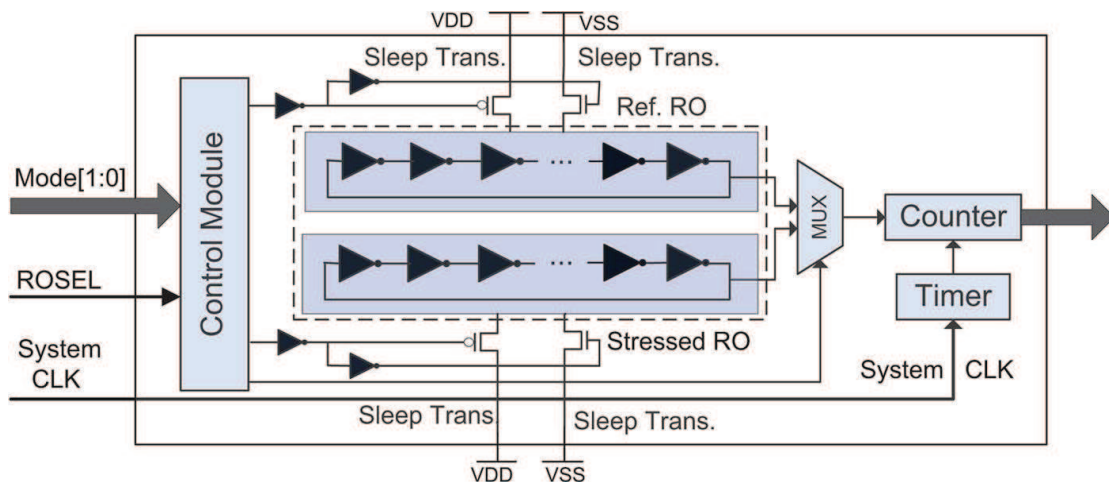 VDD
VSS
Sleep Trans.
Sleep Trans.
Ref. RO
Control Module
Mode[1:0]
...
MUX
Counter
...
ROSEL
Timer
Stressed RO
System
CLK
System CLK
Sleep Trans.
Sleep Trans.
VDD
VSS